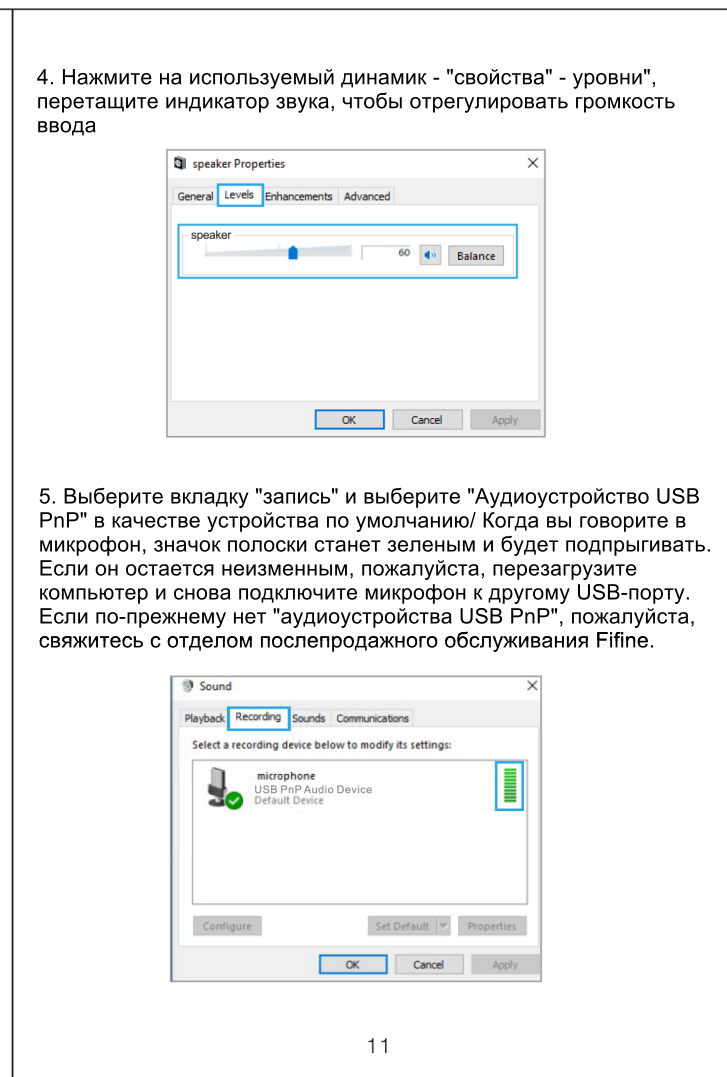 4. Нажмите на используемый динамик - "свойства" - уровни",
перетащите индикатор звука, чтобы отрегулировать громкость
ввода
speaker Properties
General Levels Enhancements Advanced
speaker
60 Balance
OK Cancel Apply
5. Выберите вкладку "запись" и выберите "Аудиоустройство USB
PnP" в качестве устройства по умолчанию/ Когда вы говорите в
микрофон, значок полоски станет зеленым и будет подпрыгивать.
Если он остается неизменным, пожалуйста, перезагрузите
компьютер и снова подключите микрофон к другому USB-порту.
Если по-прежнему нет "аудиоустройства USB PnP", пожалуйста,
свяжитесь с отделом послепродажного обслуживания Fifine.
Sound
Playback Recording Sounds Communications
Select a recording device below to modify its settings:
microphone
USB PnP Audio Device
Default Device
Configure Set Default Properties
OK Cancel Apply
11